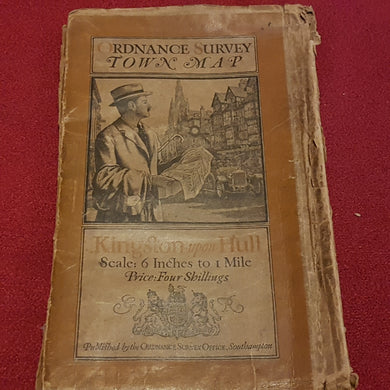 ORDNANCE SURVEY
TOWN MAP
Kingston upon Hull
Scale: 6 Inches to 1 Mile
Price: Four Shillings
G R
Published by the ORDNANCE SURVEY OFFICE, Southampton